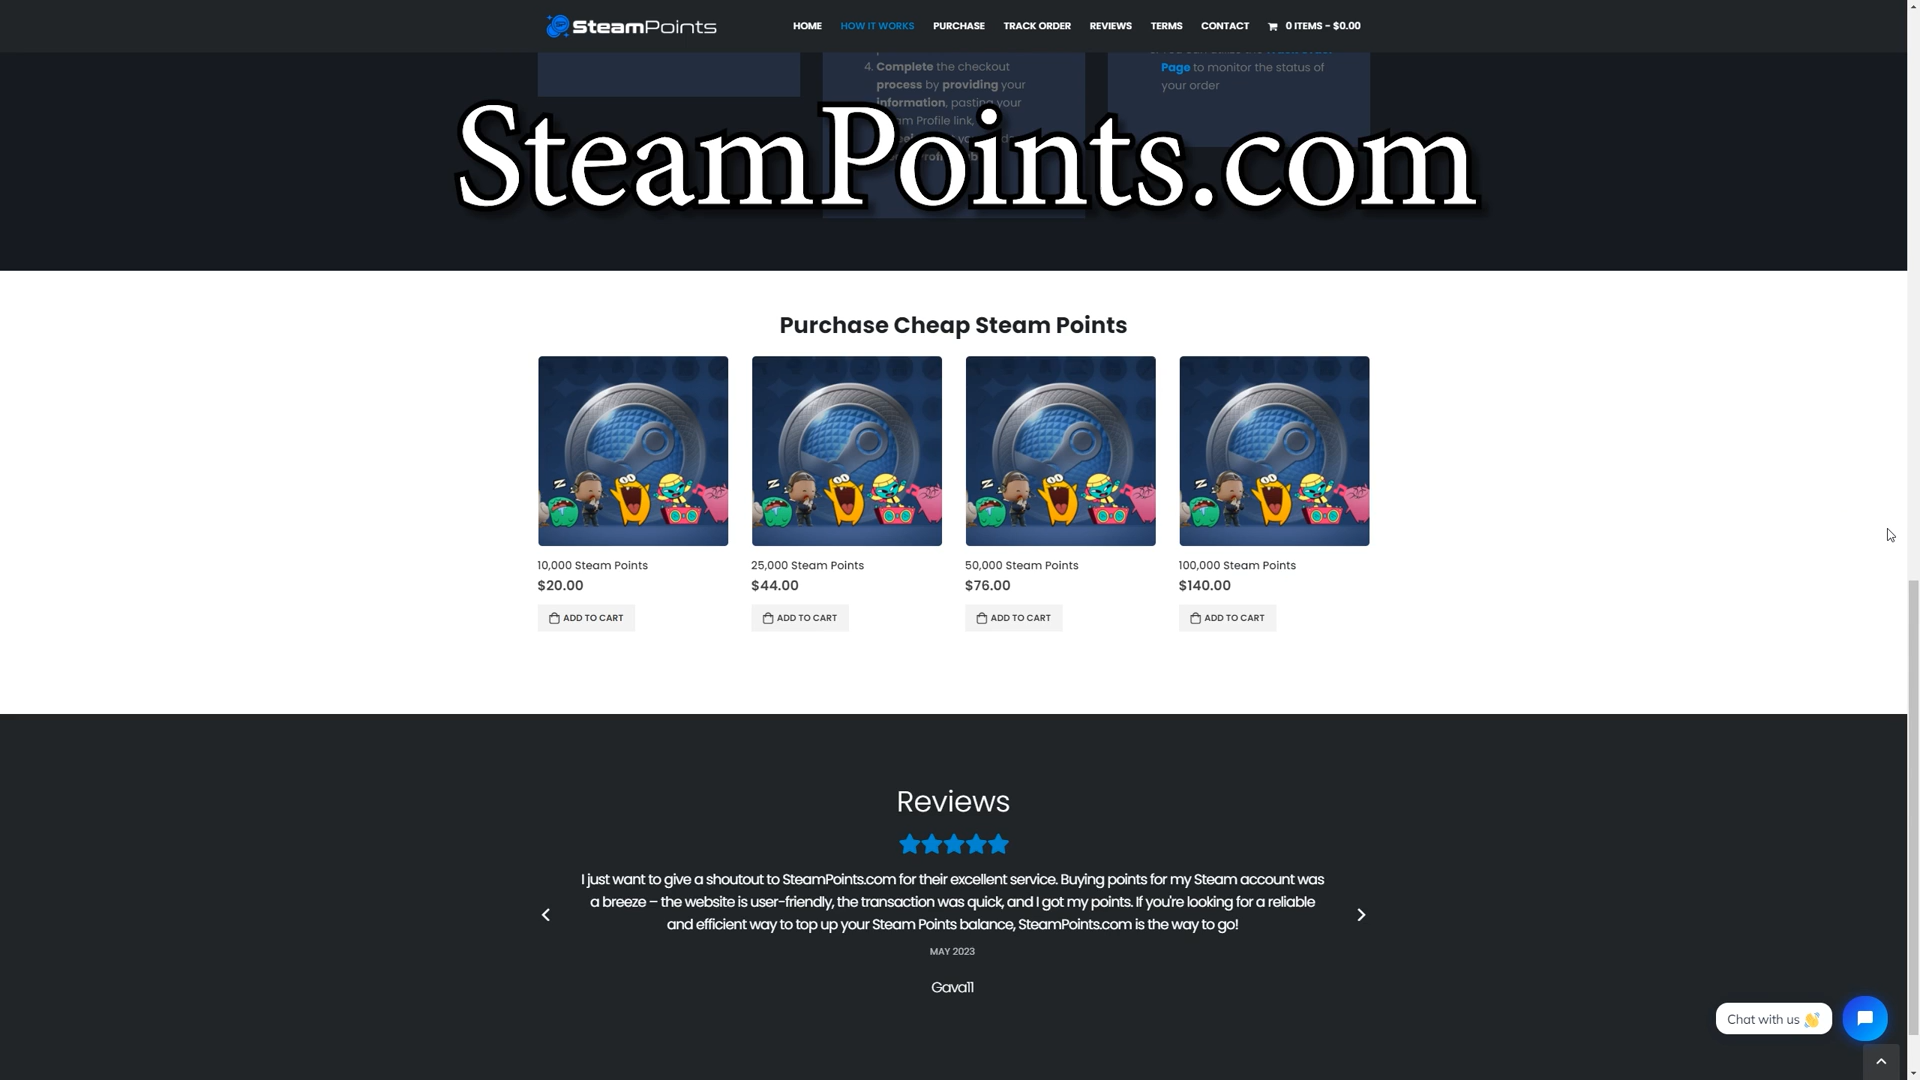 SteamPoints
HOME
HOW IT WORKS
PURCHASE
TRACK ORDER
REVIEWS
TERMS
CONTACT
0 ITEMS - $0.00
4. Complete the checkout
process by providing your
information, pasting your
Profile link,
Page to monitor the status of
your order
SteamPoints.com
Purchase Cheap Steam Points
10,000 Steam Points
$20.00
ADD TO CART
25,000 Steam Points
$44.00
ADD TO CART
50,000 Steam Points
$76.00
ADD TO CART
100,000 Steam Points
$140.00
ADD TO CART
Reviews
I just want to give a shoutout to SteamPoints.com for their excellent service. Buying points for my Steam account was
a breeze – the website is user-friendly, the transaction was quick, and I got my points. If you're looking for a reliable
and efficient way to top up your Steam Points balance, SteamPoints.com is the way to go!
MAY 2023
Gava11
Chat with us 👋